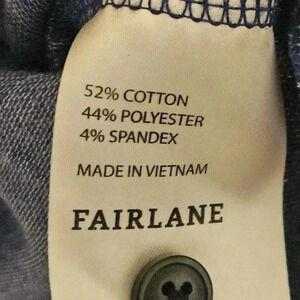 52% COTTON
44% POLYESTER
4% SPANDEX
MADE IN VIETNAM
FAIRLANE